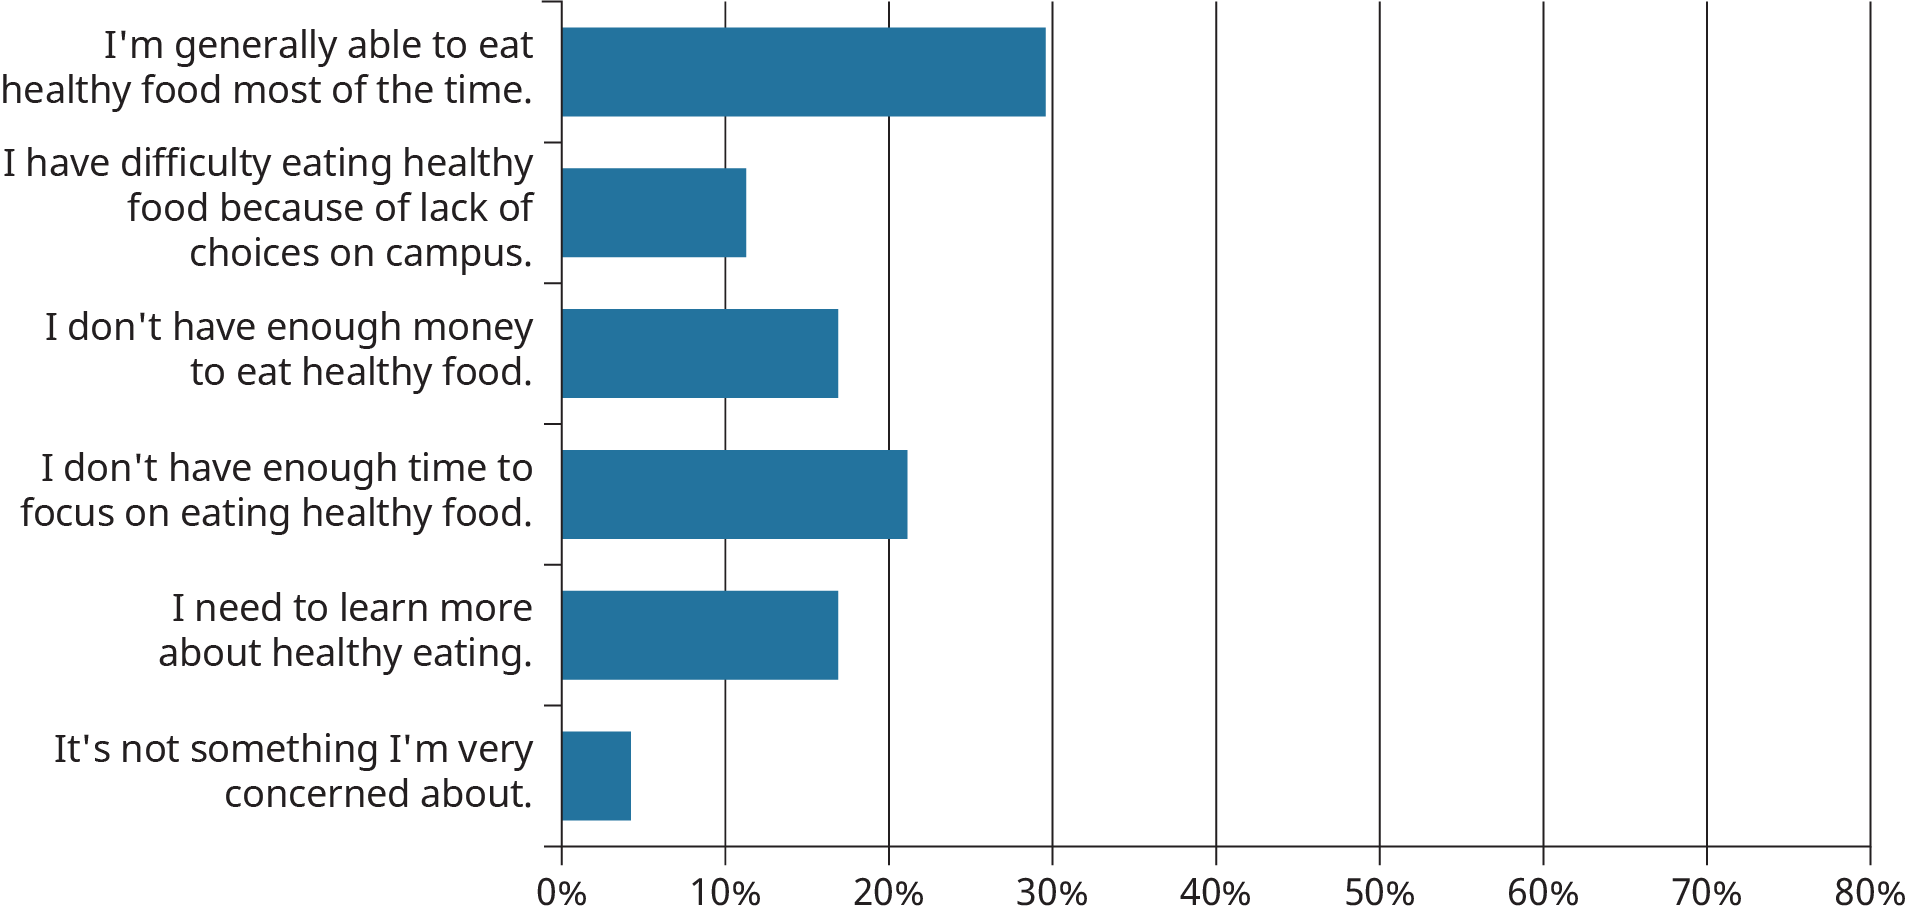 I'm generally able to eat
healthy food most of the time.
I have difficulty eating healthy
food because of lack of
choices on campus.
I don't have enough money
to eat healthy food.
I don't have enough time to
focus on eating healthy food.
I need to learn more
about healthy eating.
It's not something I'm very
concerned about.
0% 10% 20% 30% 40% 50% 60% 70% 80%